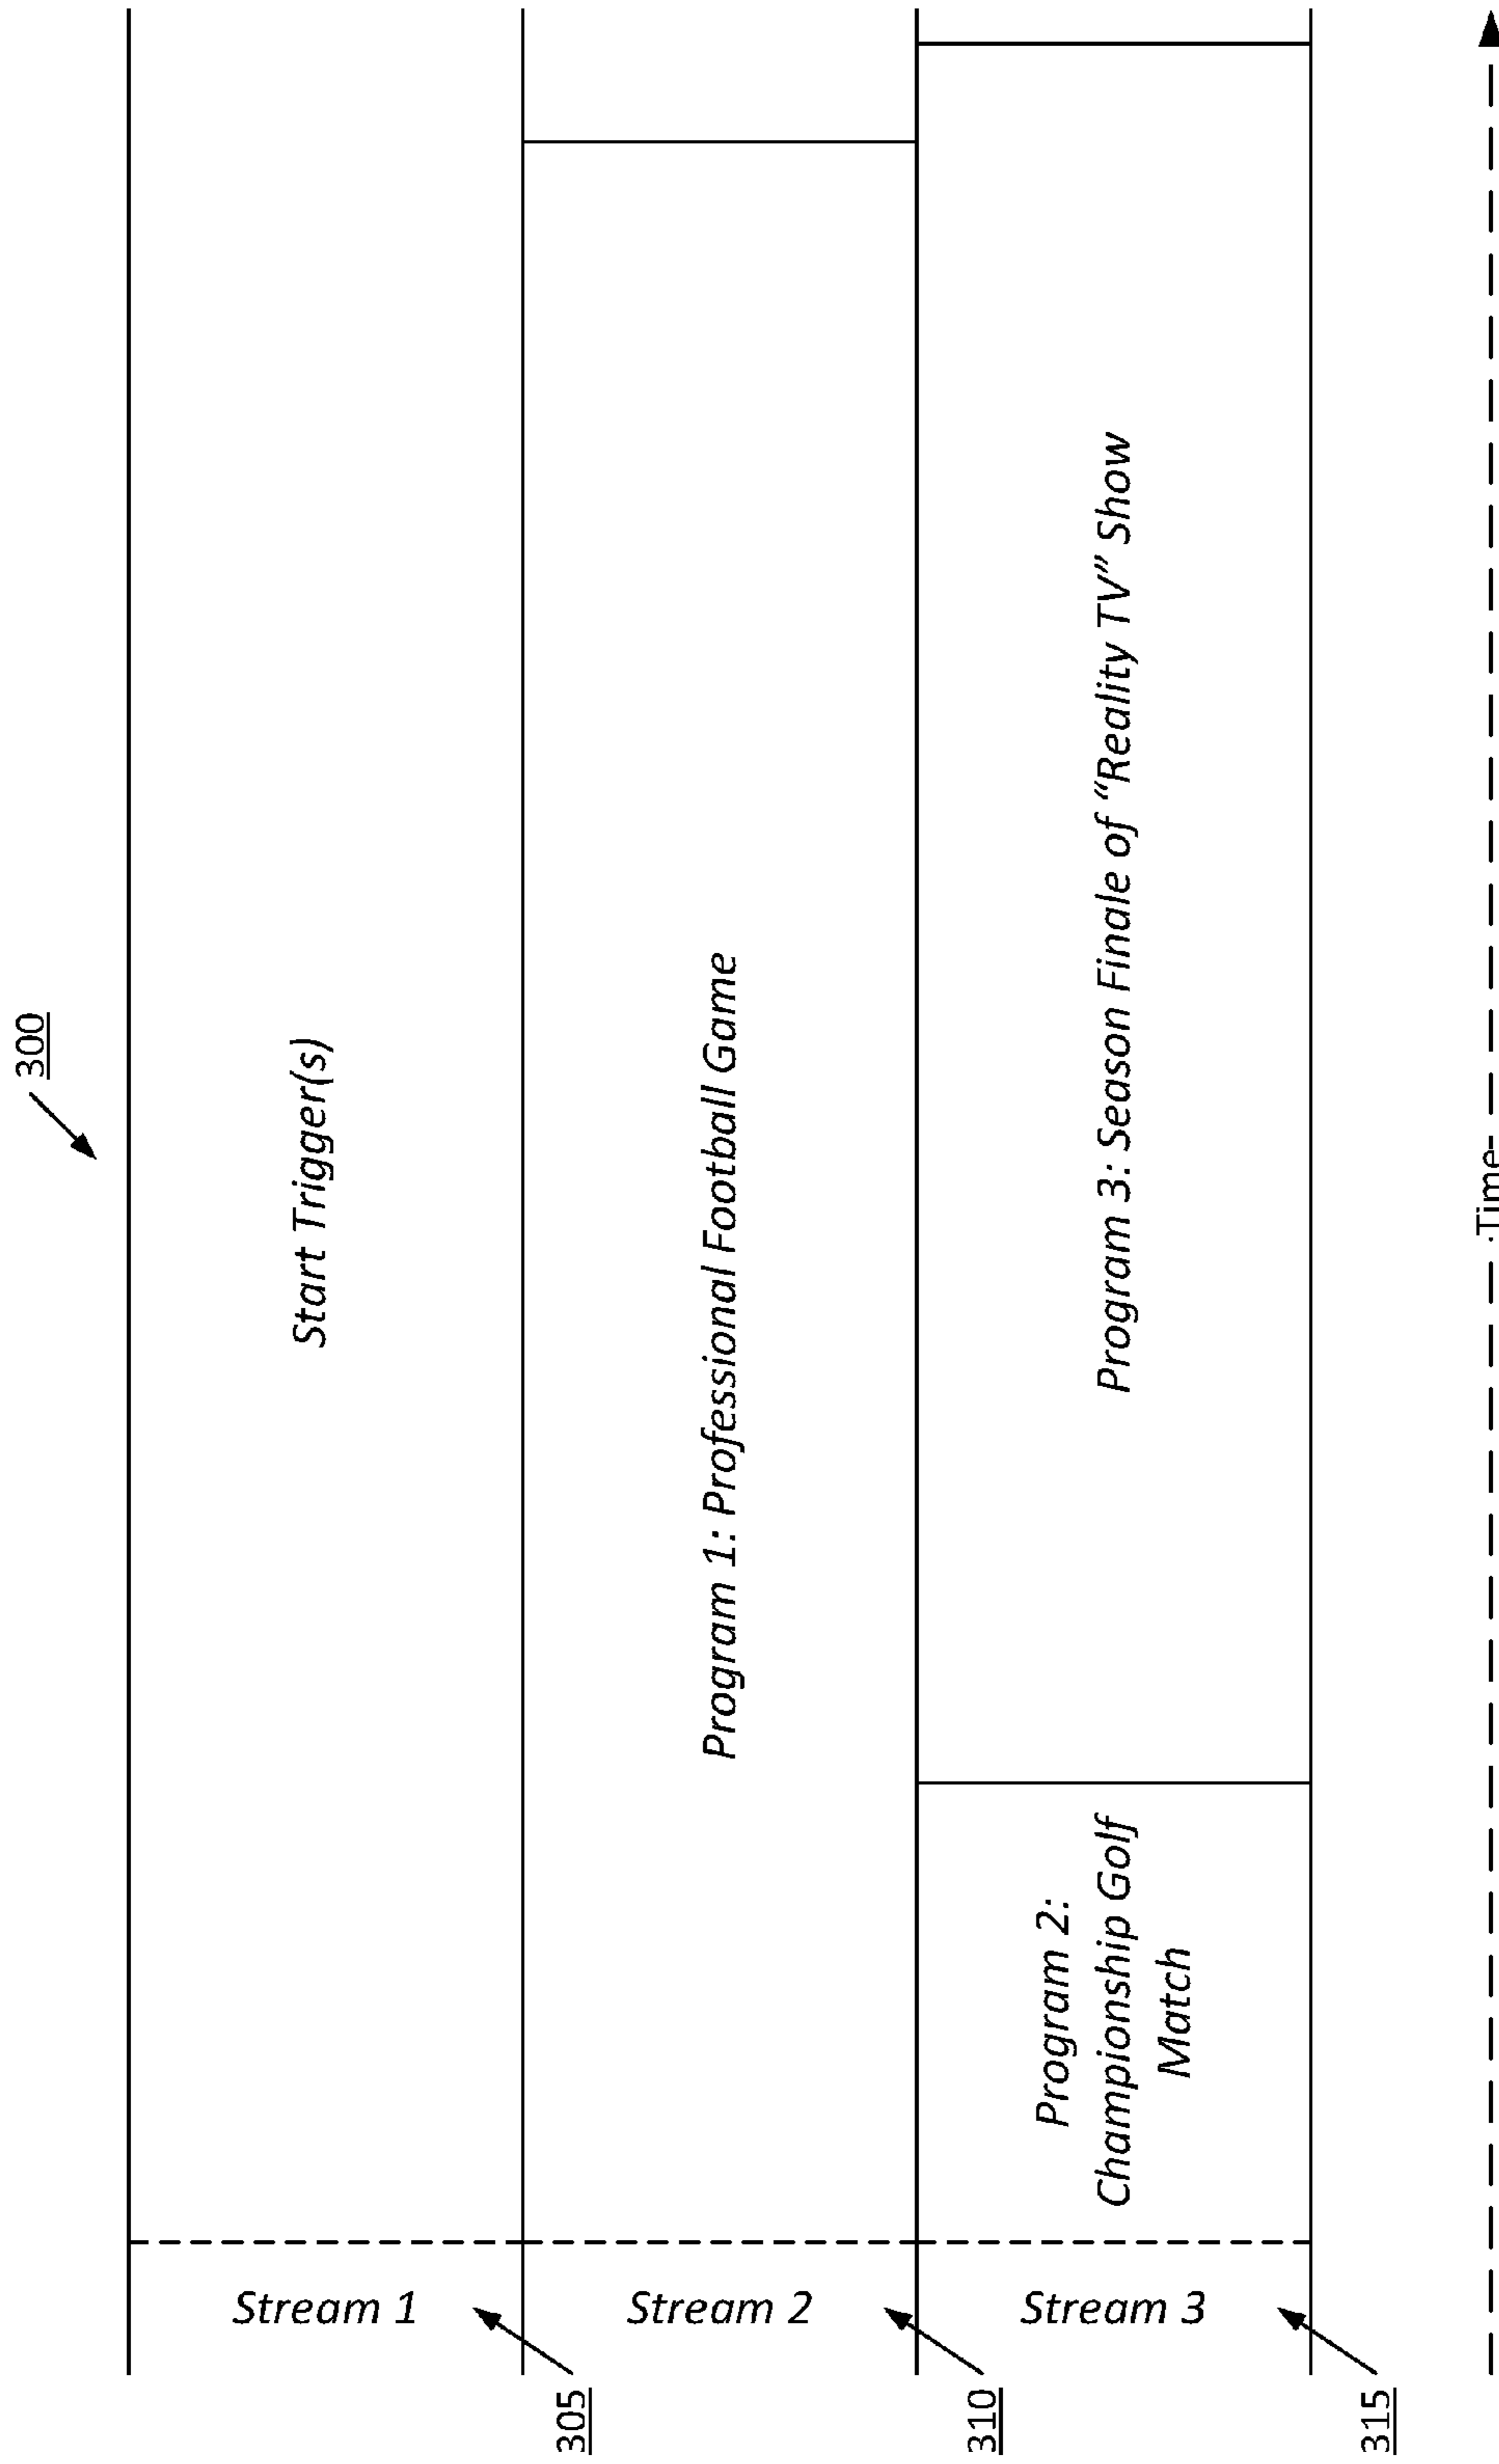 300
Stream 1
Start Trigger(s)
305
Stream 2
Program 1: Professional Football Game
310
Stream 3
Program 2:
Championship Golf
Match
Program 3: Season Finale of “Reality TV” Show
315
Time